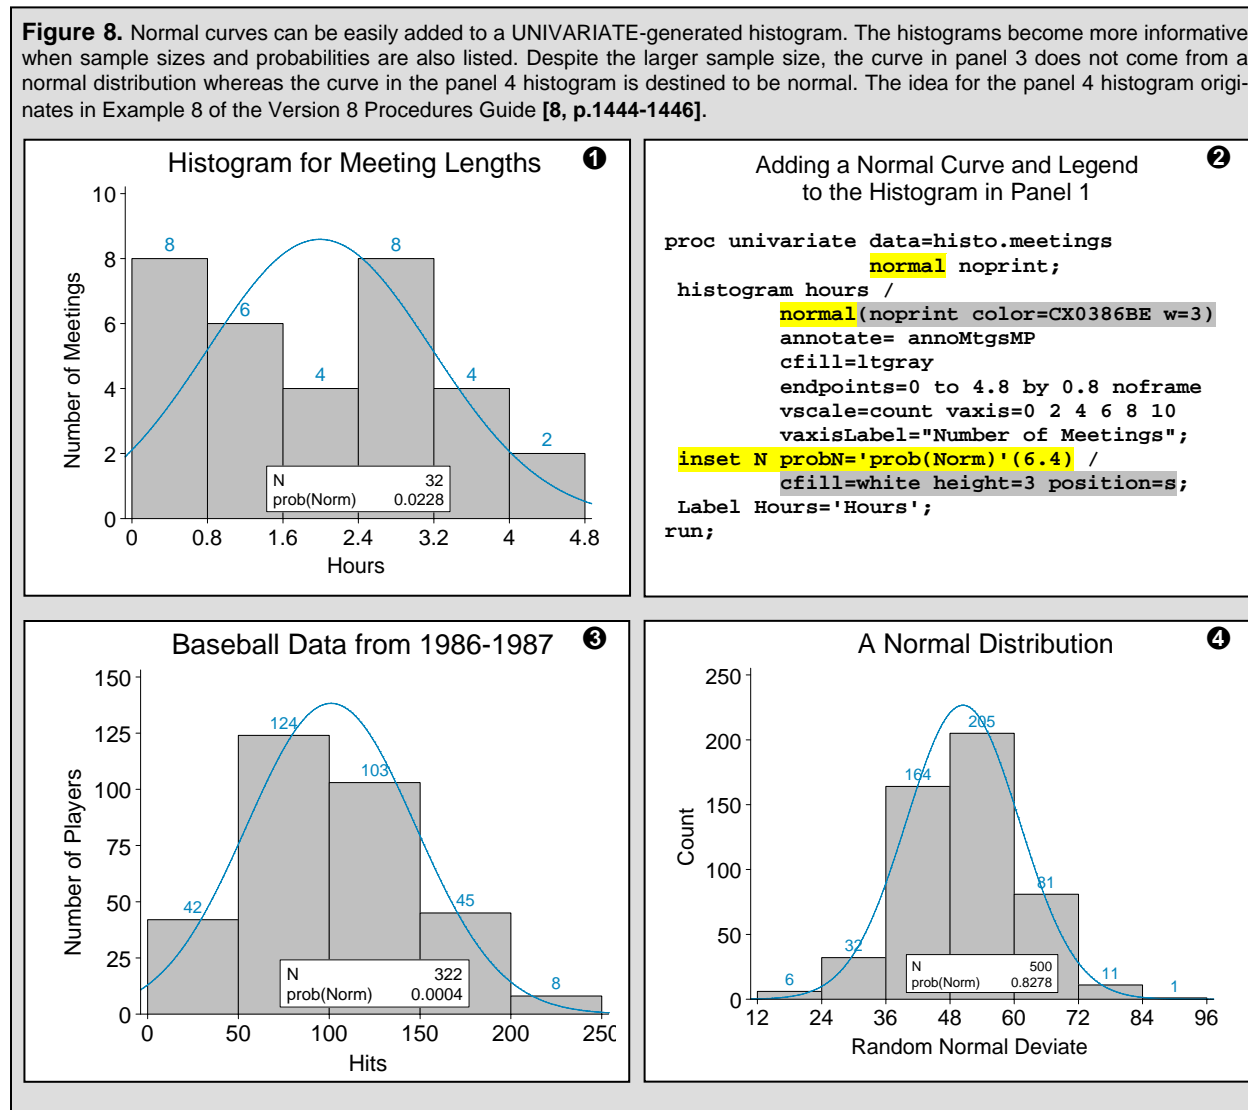 Figure 8. Normal curves can be easily added to a UNIVARIATE-generated histogram. The histograms become more informative
when sample sizes and probabilities are also listed. Despite the larger sample size, the curve in panel 3 does not come from a
normal distribution whereas the curve in the panel 4 histogram is destined to be normal. The idea for the panel 4 histogram origi-
nates in Example 8 of the Version 8 Procedures Guide [8, p.1444-1446].
Histogram for Meeting Lengths ❶
Number of Meetings
10
8
6
4
2
0
8
6
4
8
4
2
N 32
prob(Norm) 0.0228
0 0.8 1.6 2.4 3.2 4 4.8
Hours
Adding a Normal Curve and Legend ❷
to the Histogram in Panel 1
proc univariate data=histo.meetings
normal noprint;
histogram hours /
normal(noprint color=CX0386BE w=3)
annotate= annoMtgsMP
cfill=ltgray
endpoints=0 to 4.8 by 0.8 noframe
vscale=count vaxis=0 2 4 6 8 10
vaxisLabel="Number of Meetings";
inset N probN='prob(Norm)'(6.4) /
cfill=white height=3 position=s;
Label Hours='Hours';
run;
Baseball Data from 1986-1987 ❸
Number of Players
150
125
100
75
50
25
0
42
124
103
45
8
N 322
prob(Norm) 0.0004
0 50 100 150 200 250
Hits
A Normal Distribution ❹
Count
250
200
150
100
50
0
6
32
164
205
81
11
1
N 500
prob(Norm) 0.8278
12 24 36 48 60 72 84 96
Random Normal Deviate